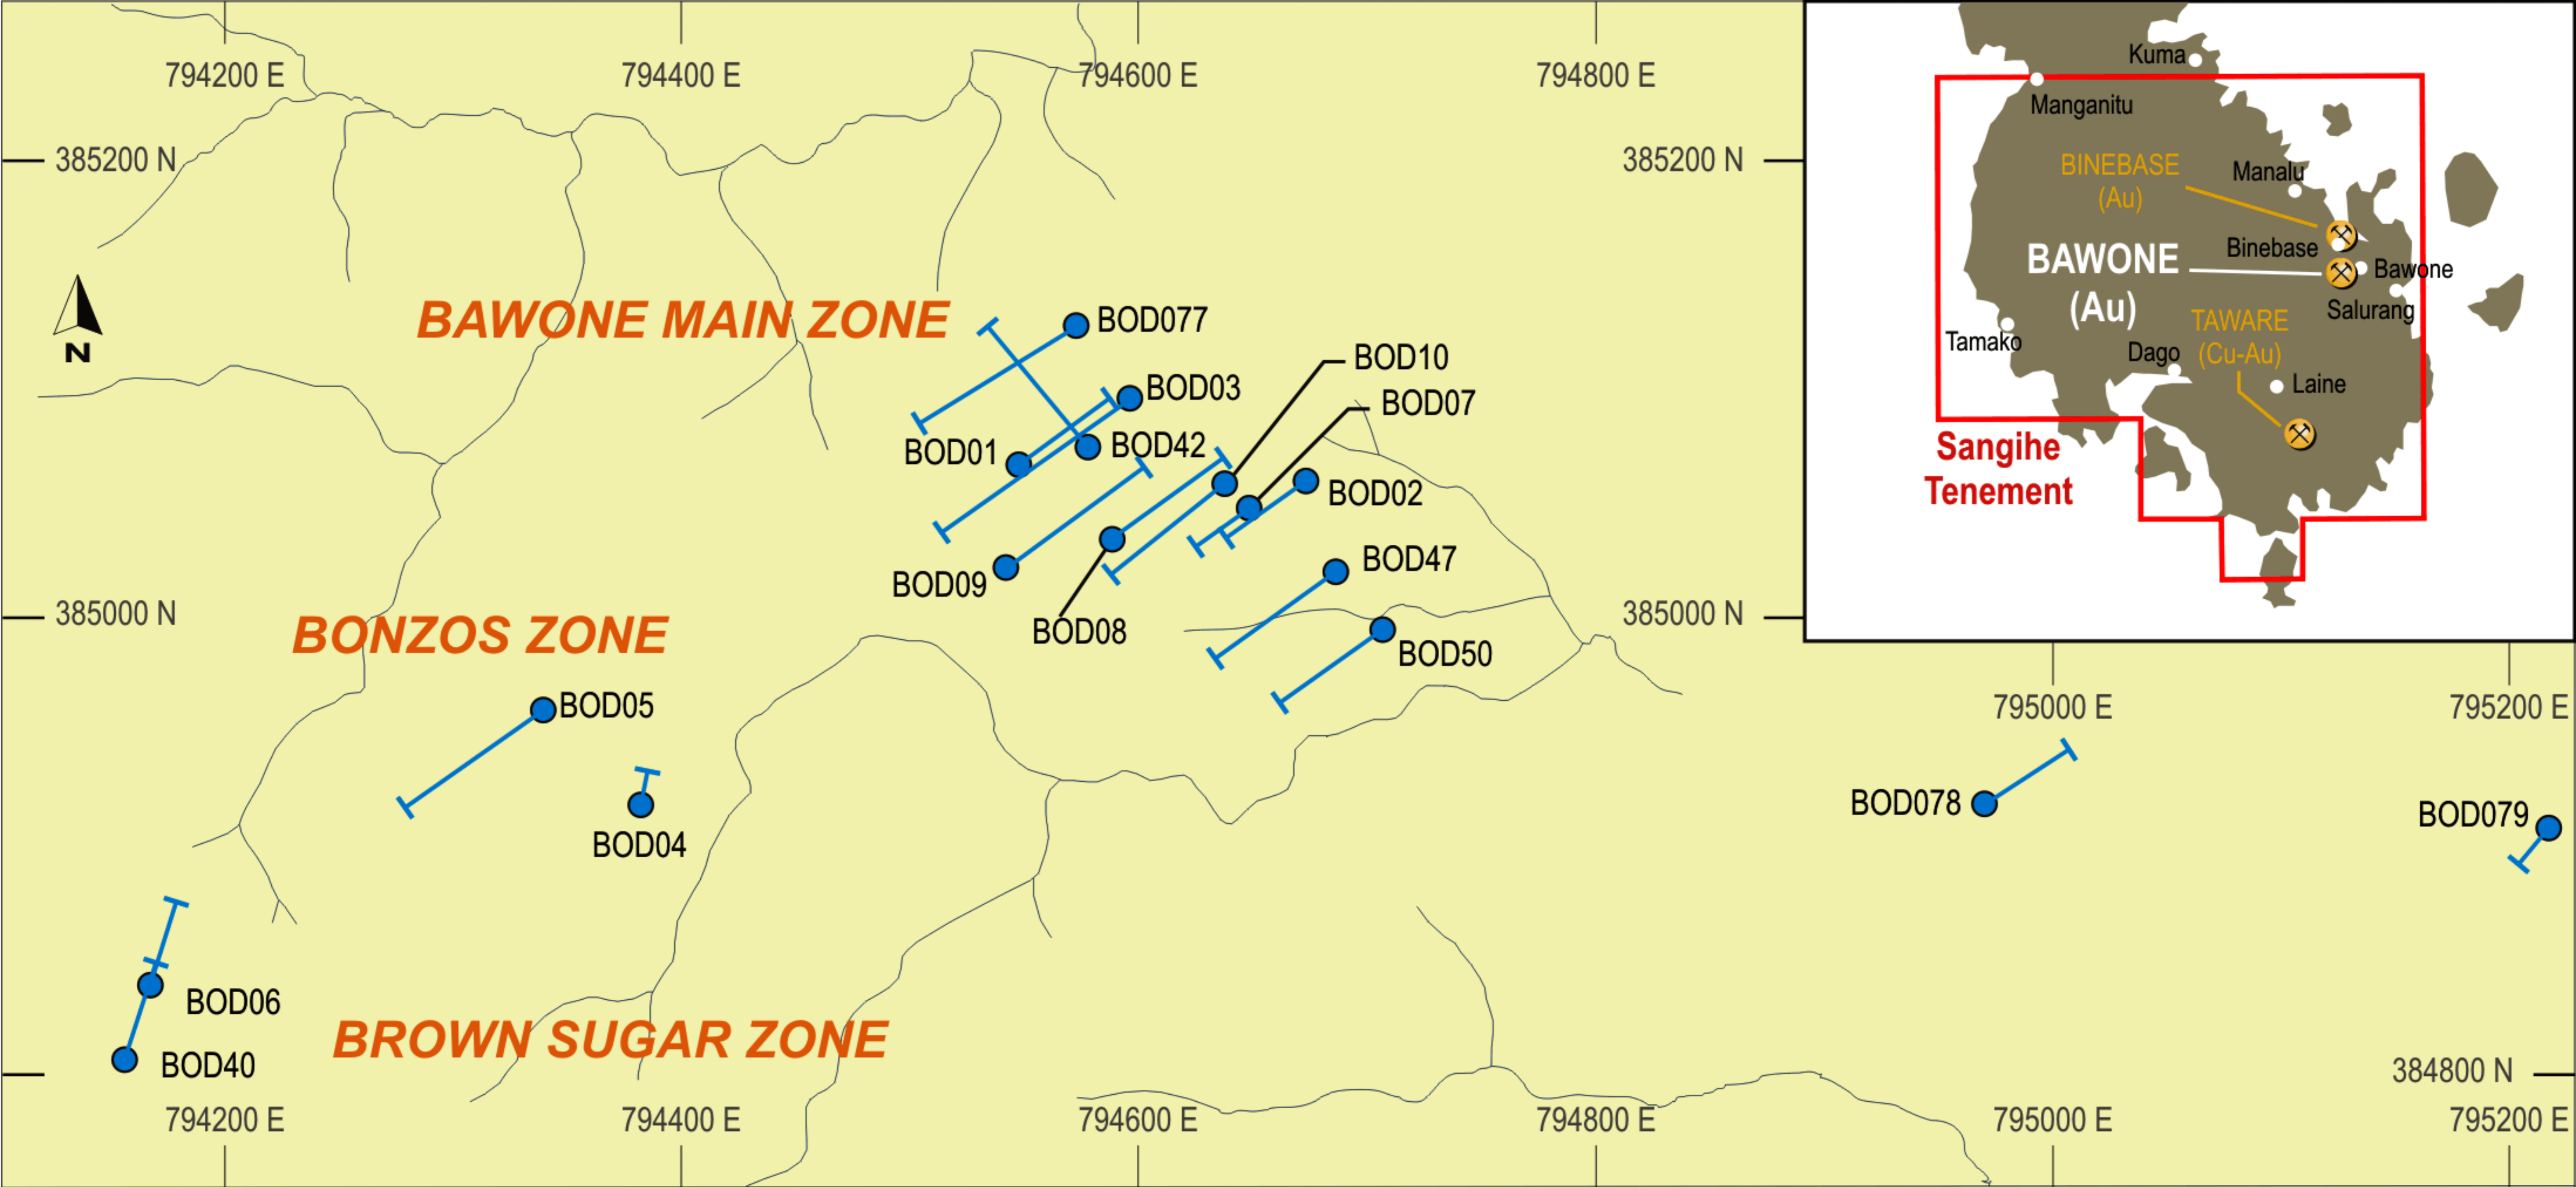 794200 E
794400 E
794600 E
794800 E
385200 N
385200 N
N
BAWONE MAIN ZONE
BOD077
BOD03
BOD10
BOD07
BOD01
BOD42
BOD02
BOD09
BOD08
BOD47
BOD50
385000 N
385000 N
BONZOS ZONE
BOD05
BOD04
BOD06
BOD40
BROWN SUGAR ZONE
795000 E
795200 E
BOD078
BOD079
384800 N
794200 E
794400 E
794600 E
794800 E
795000 E
795200 E
Kuma
Manganitu
BINEBASE
(Au)
Manalu
Binebase
BAWONE
(Au)
Bawone
Salurang
TAWARE
(Cu-Au)
Tamako
Dago
Laine
Sangihe
Tenement